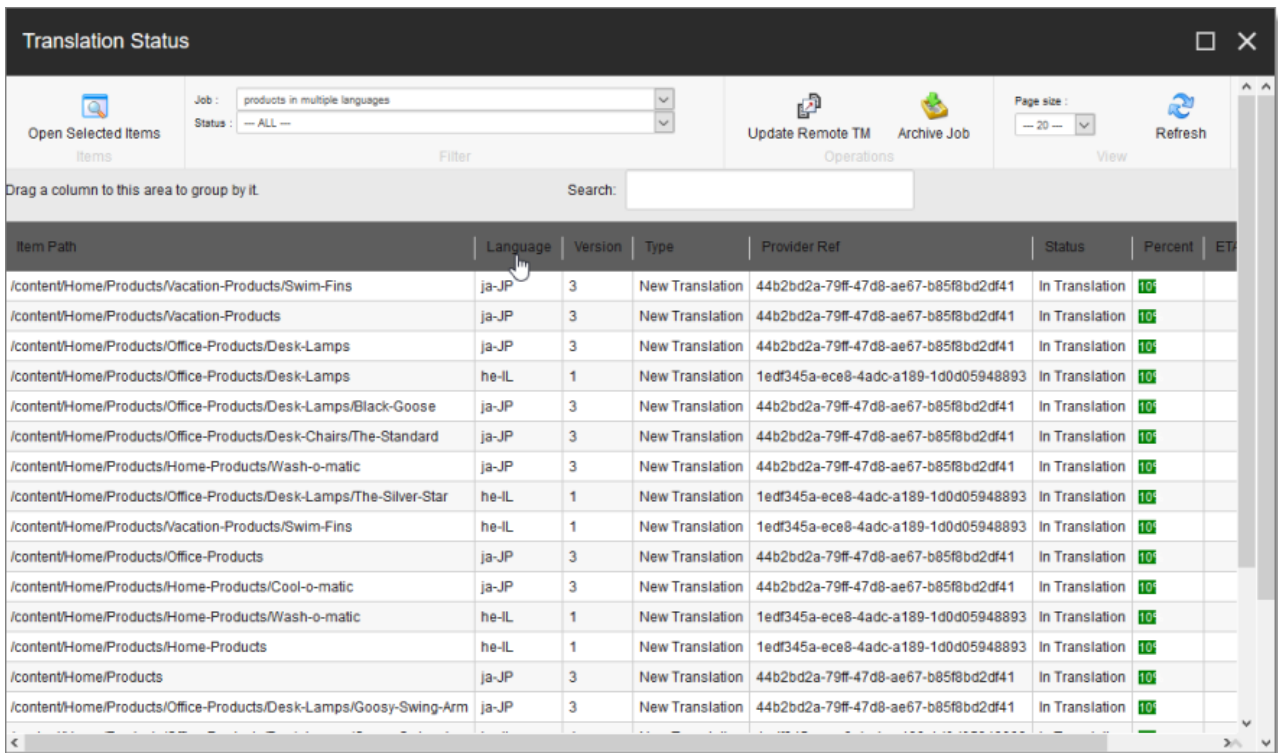 Translation Status
Open Selected Items
Items
Job : products in multiple languages
Status : --- ALL ---
Filter
Update Remote TM Archive Job
Operations
Page size :
--- 20 ---
Refresh
View
Drag a column to this area to group by it. Search:
Item Path Language Version Type Provider Ref Status Percent
/content/Home/Products/Vacation-Products/Swim-Fins ja-JP 3 New Translation 44b2bd2a-79ff-47d8-ae67-b85f8bd2df41 In Translation 10%
/content/Home/Products/Vacation-Products ja-JP 3 New Translation 44b2bd2a-79ff-47d8-ae67-b85f8bd2df41 In Translation 10%
/content/Home/Products/Office-Products/Desk-Lamps ja-JP 3 New Translation 44b2bd2a-79ff-47d8-ae67-b85f8bd2df41 In Translation 10%
/content/Home/Products/Office-Products/Desk-Lamps he-IL 1 New Translation 1edf345a-ece8-4adc-a189-1d0d05948893 In Translation 10%
/content/Home/Products/Office-Products/Desk-Lamps/Black-Goose ja-JP 3 New Translation 44b2bd2a-79ff-47d8-ae67-b85f8bd2df41 In Translation 10%
/content/Home/Products/Office-Products/Desk-Chairs/The-Standard ja-JP 3 New Translation 44b2bd2a-79ff-47d8-ae67-b85f8bd2df41 In Translation 10%
/content/Home/Products/Home-Products/Wash-o-matic ja-JP 3 New Translation 44b2bd2a-79ff-47d8-ae67-b85f8bd2df41 In Translation 10%
/content/Home/Products/Office-Products/Desk-Lamps/The-Silver-Star he-IL 1 New Translation 1edf345a-ece8-4adc-a189-1d0d05948893 In Translation 10%
/content/Home/Products/Vacation-Products/Swim-Fins he-IL 1 New Translation 1edf345a-ece8-4adc-a189-1d0d05948893 In Translation 10%
/content/Home/Products/Office-Products ja-JP 3 New Translation 44b2bd2a-79ff-47d8-ae67-b85f8bd2df41 In Translation 10%
/content/Home/Products/Home-Products/Cool-o-matic ja-JP 3 New Translation 44b2bd2a-79ff-47d8-ae67-b85f8bd2df41 In Translation 10%
/content/Home/Products/Home-Products/Wash-o-matic he-IL 1 New Translation 1edf345a-ece8-4adc-a189-1d0d05948893 In Translation 10%
/content/Home/Products/Home-Products he-IL 1 New Translation 1edf345a-ece8-4adc-a189-1d0d05948893 In Translation 10%
/content/Home/Products ja-JP 3 New Translation 44b2bd2a-79ff-47d8-ae67-b85f8bd2df41 In Translation 10%
/content/Home/Products/Office-Products/Desk-Lamps/Goosy-Swing-Arm ja-JP 3 New Translation 44b2bd2a-79ff-47d8-ae67-b85f8bd2df41 In Translation 10%